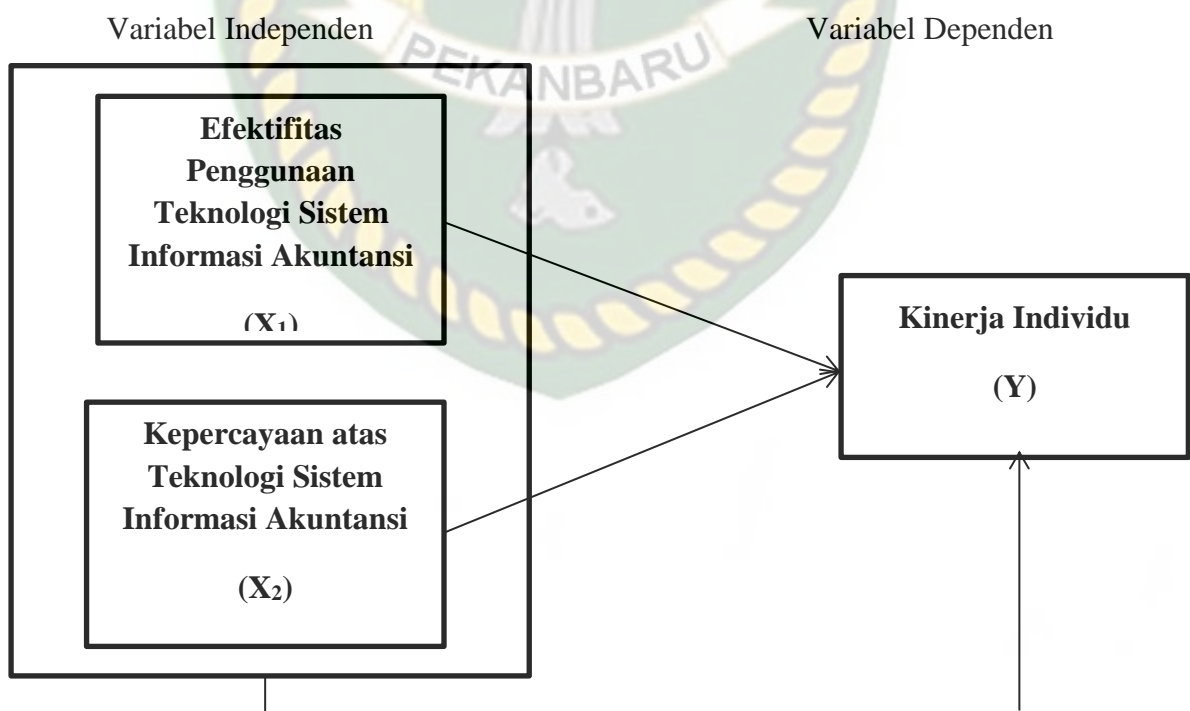 Variabel Independen
Variabel Dependen
PEKANBARU
Efektifitas
Penggunaan
Teknologi Sistem
Informasi Akuntansi
(X₁)
Kinerja Individu
(Y)
Kepercayaan atas
Teknologi Sistem
Informasi Akuntansi
(X₂)